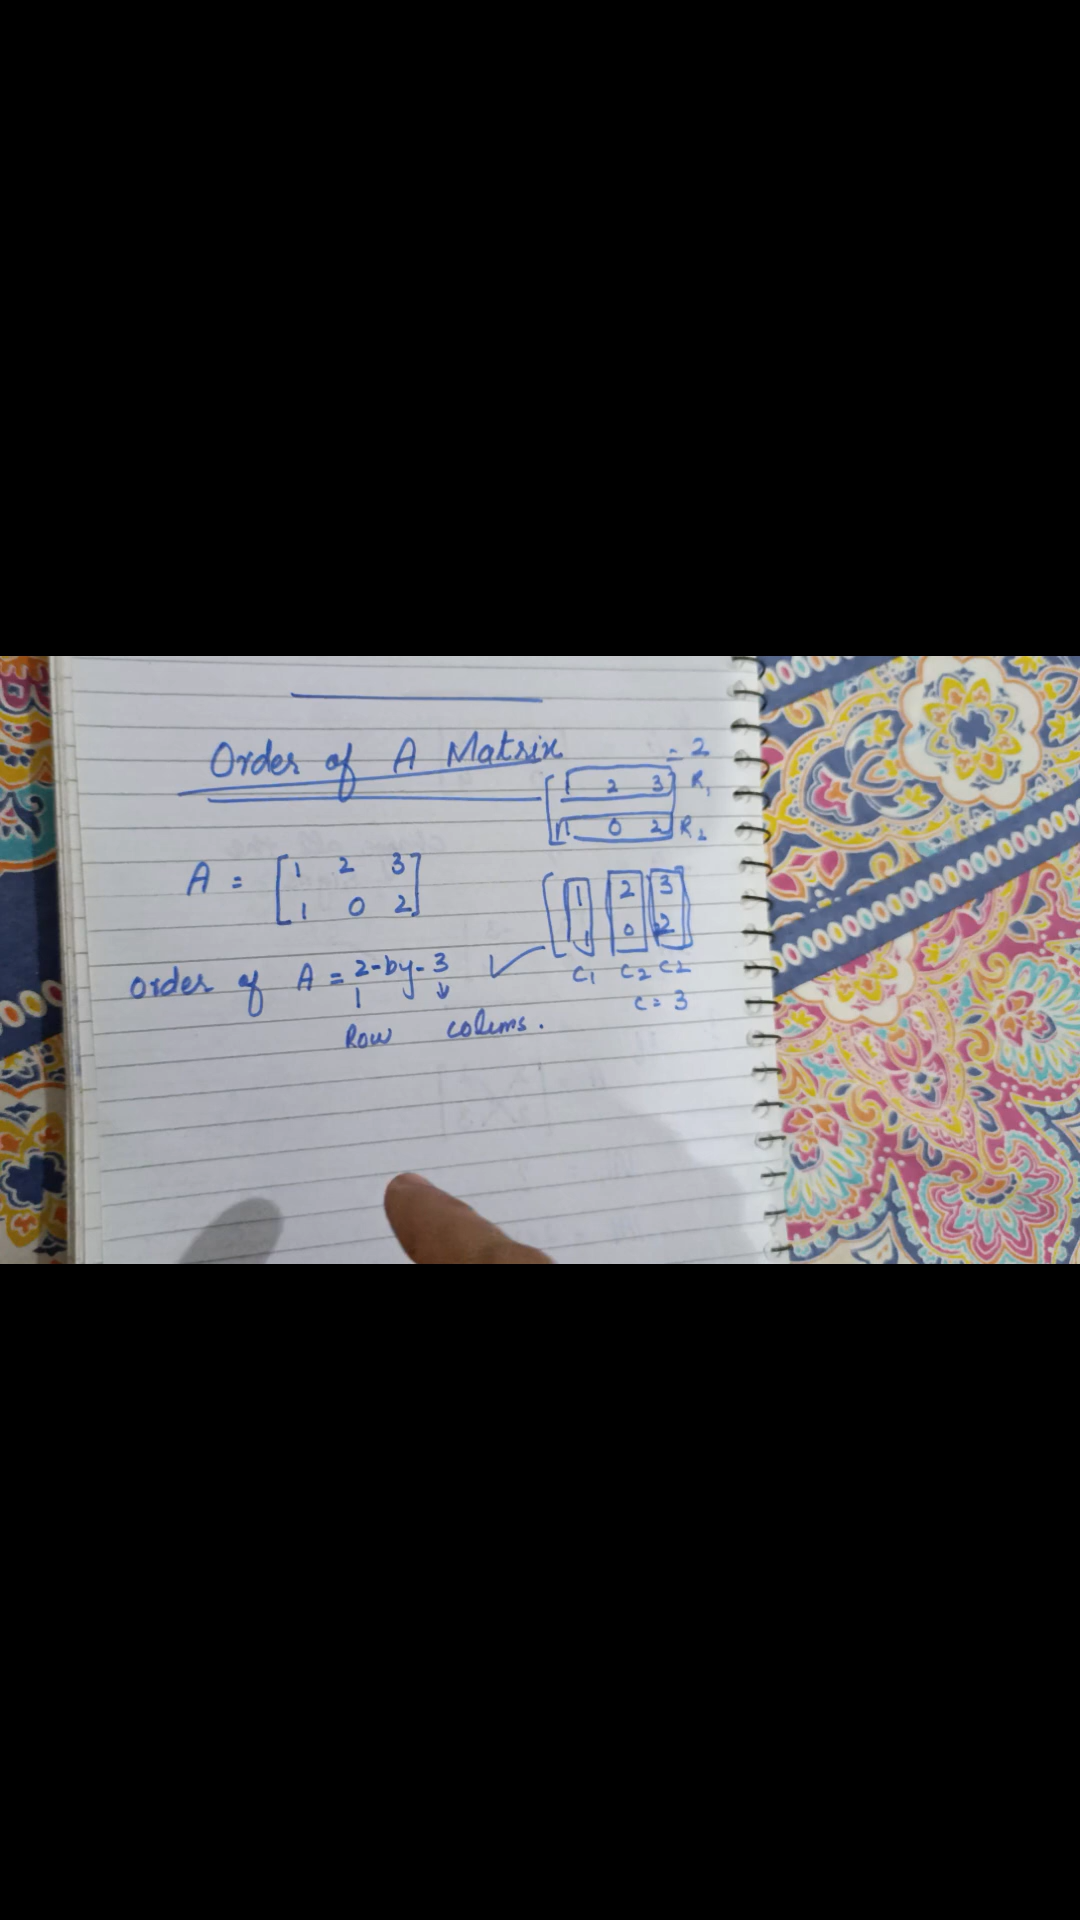 Order of A Matrix
= 2
1 2 3 R1
1 0 2 R2
A = [1 2 3
1 0 2]
1 2 3
1 0 2
C1 C2 C2
C = 3
order of A = 2-by-3
Row colums.